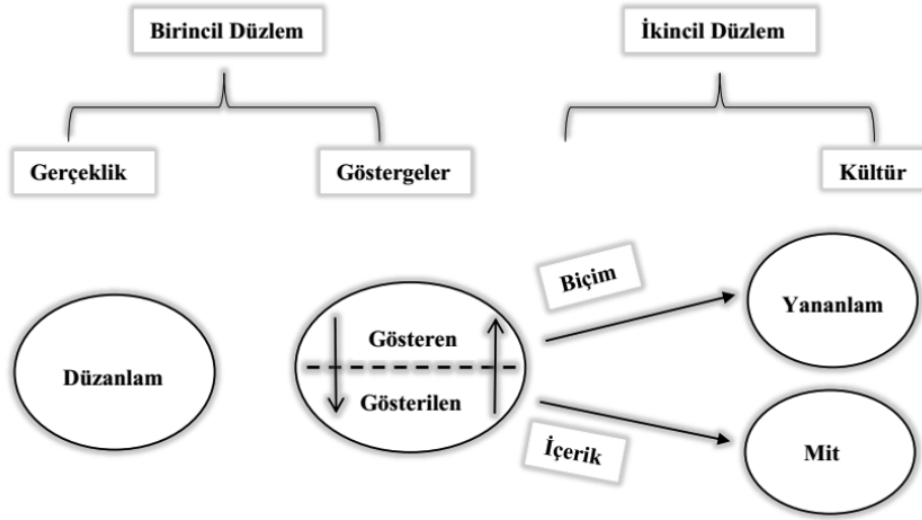 Birincil Düzlem
İkincil Düzlem
Gerçeklik
Göstergeler
Kültür
Düzanlam
Gösteren
Gösterilen
Biçim
İçerik
Yananlam
Mit